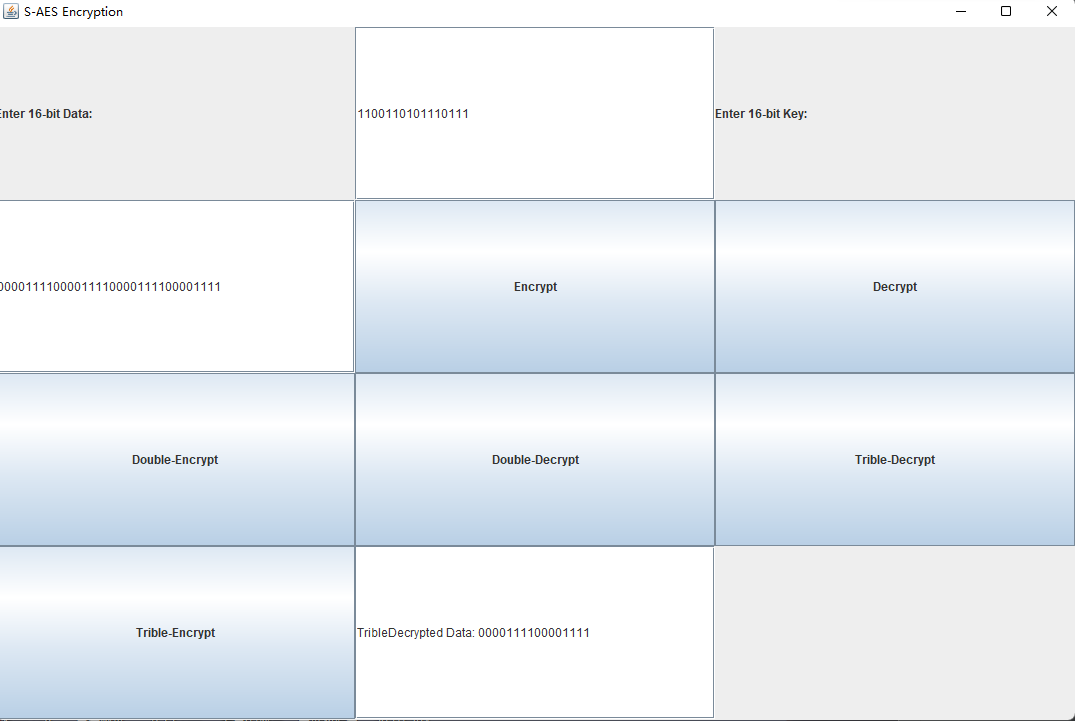 S-AES Encryption
Enter 16-bit Data:
1100110101110111
Enter 16-bit Key:
00001111000011110000111100001111
Encrypt
Decrypt
Double-Encrypt
Double-Decrypt
Trible-Decrypt
Trible-Encrypt
TribleDecrypted Data: 0000111100001111